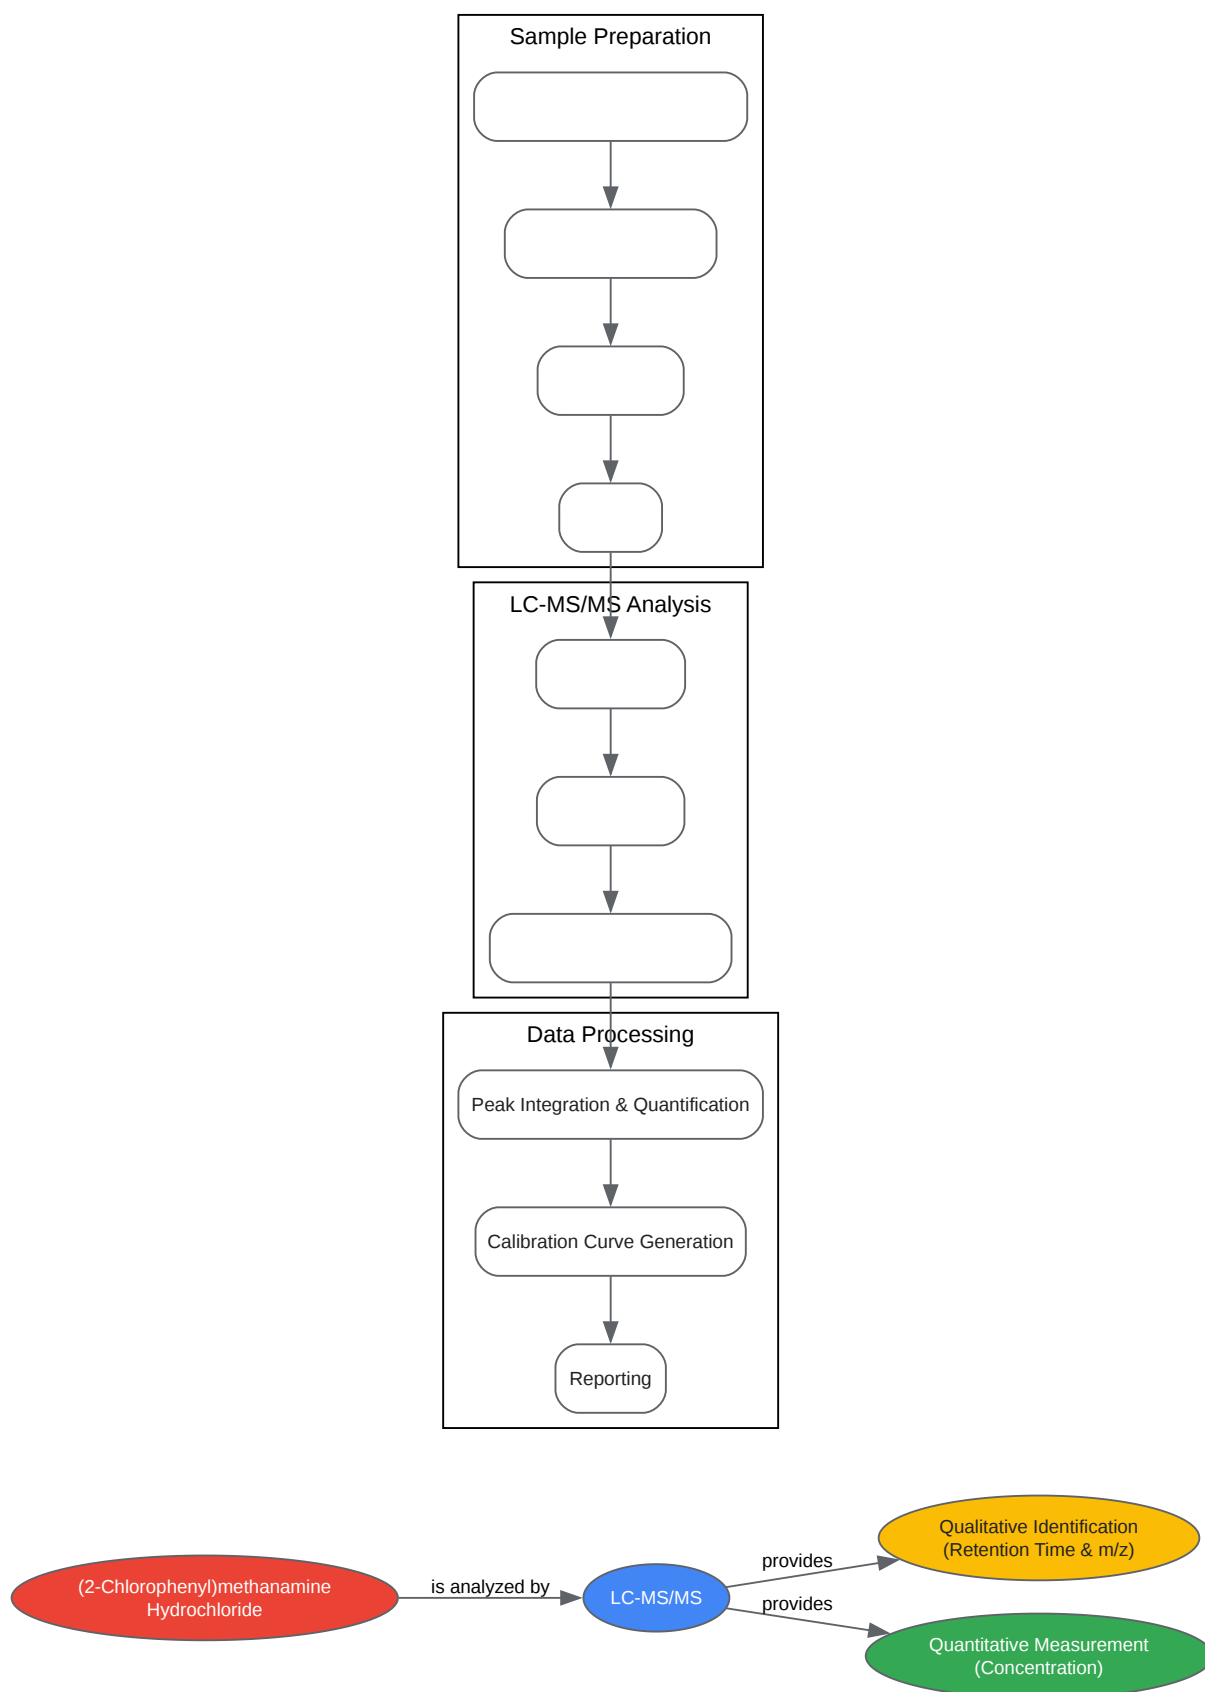 Sample Preparation
LC-MS/MS Analysis
Data Processing
Peak Integration & Quantification
Calibration Curve Generation
Reporting
(2-Chlorophenyl)methanamine
Hydrochloride
is analyzed by
LC-MS/MS
provides
provides
Qualitative Identification
(Retention Time & m/z)
Quantitative Measurement
(Concentration)